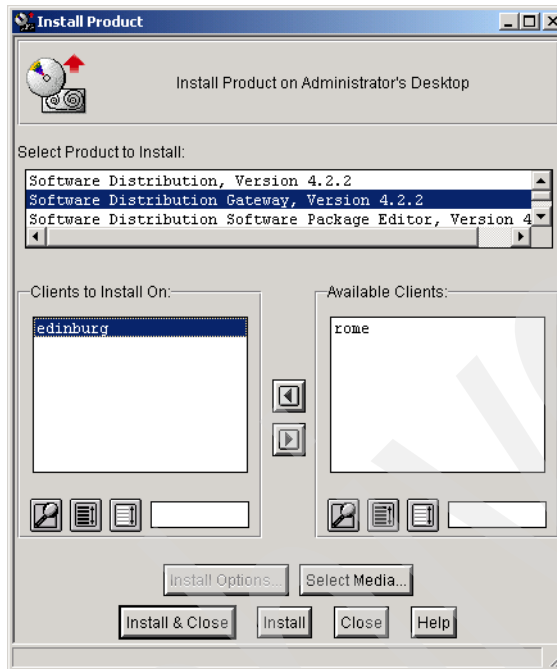 Install Product
Install Product on Administrator's Desktop
Select Product to Install:
Software Distribution, Version 4.2.2
Software Distribution Gateway, Version 4.2.2
Software Distribution Software Package Editor, Version 4
Clients to Install On:
Available Clients:
edinburg
rome
Install Options...
Select Media...
Install & Close
Install
Close
Help